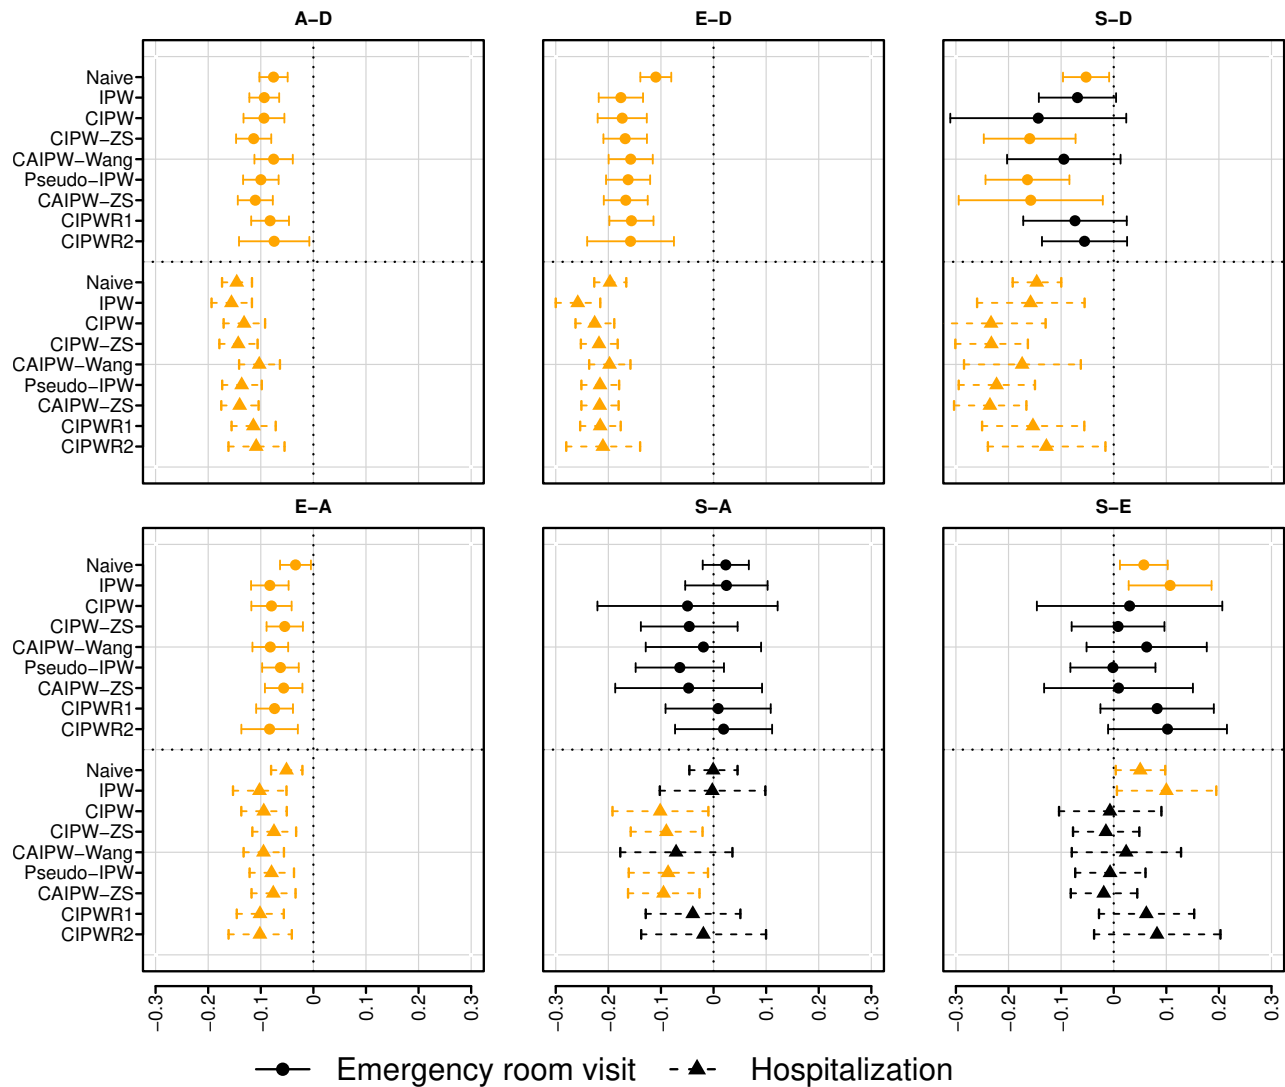 A−D E−D S−D
Naive
IPW
CIPW
CIPW−ZS
CAIPW−Wang
Pseudo−IPW
CAIPW−ZS
CIPWR1
CIPWR2
Naive
IPW
CIPW
CIPW−ZS
CAIPW−Wang
Pseudo−IPW
CAIPW−ZS
CIPWR1
CIPWR2
E−A S−A S−E
Naive
IPW
CIPW
CIPW−ZS
CAIPW−Wang
Pseudo−IPW
CAIPW−ZS
CIPWR1
CIPWR2
Naive
IPW
CIPW
CIPW−ZS
CAIPW−Wang
Pseudo−IPW
CAIPW−ZS
CIPWR1
CIPWR2
−0.3 −0.2 −0.1 0 0.1 0.2 0.3 −0.3 −0.2 −0.1 0 0.1 0.2 0.3 −0.3 −0.2 −0.1 0 0.1 0.2 0.3
Emergency room visit Hospitalization